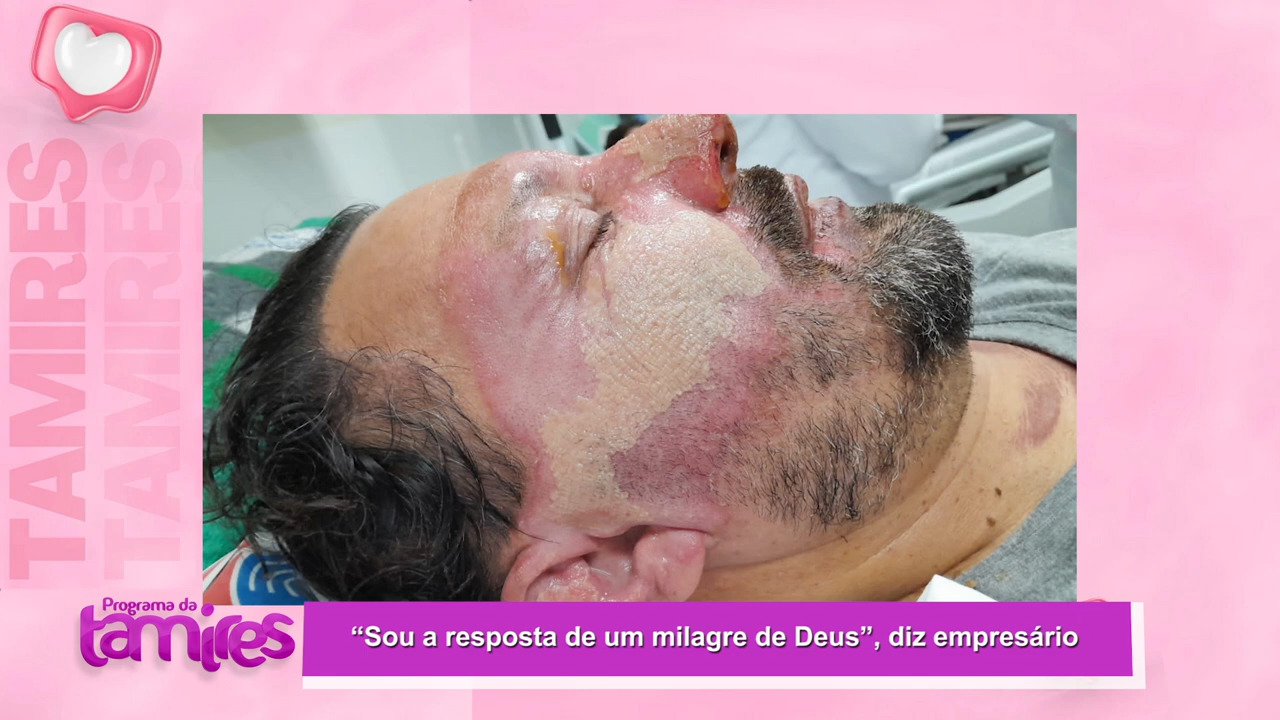 TAMIRES
TAMIRES
Programa da
tamires
“Sou a resposta de um milagre de Deus”, diz empresário